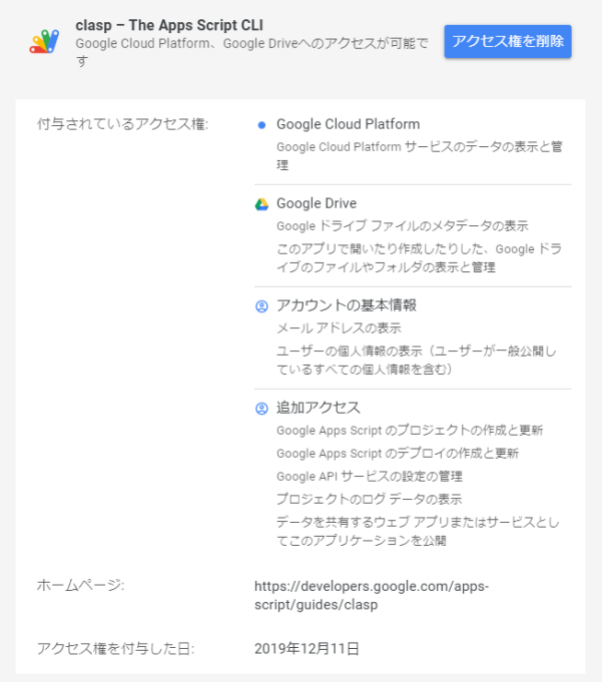 clasp – The Apps Script CLI
Google Cloud Platform、Google Driveへのアクセスが可能で
す
アクセス権を削除
付与されているアクセス権:
Google Cloud Platform
Google Cloud Platform サービスのデータの表示と管
理
Google Drive
Google ドライブ ファイルのメタデータの表示
このアプリで開いたり作成したりした、Google ドラ
イブのファイルやフォルダの表示と管理
アカウントの基本情報
メール アドレスの表示
ユーザーの個人情報の表示（ユーザーが一般公開し
ているすべての個人情報を含む）
追加アクセス
Google Apps Script のプロジェクトの作成と更新
Google Apps Script のデプロイの作成と更新
Google API サービスの設定の管理
プロジェクトのログ データの表示
データを共有するウェブ アプリまたはサービスとし
てこのアプリケーションを公開
ホームページ:
https://developers.google.com/apps-
script/guides/clasp
アクセス権を付与した日:
2019年12月11日